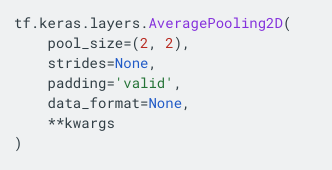 tf.keras.layers.AveragePooling2D(
    pool_size=(2, 2),
    strides=None,
    padding='valid',
    data_format=None,
    **kwargs
)